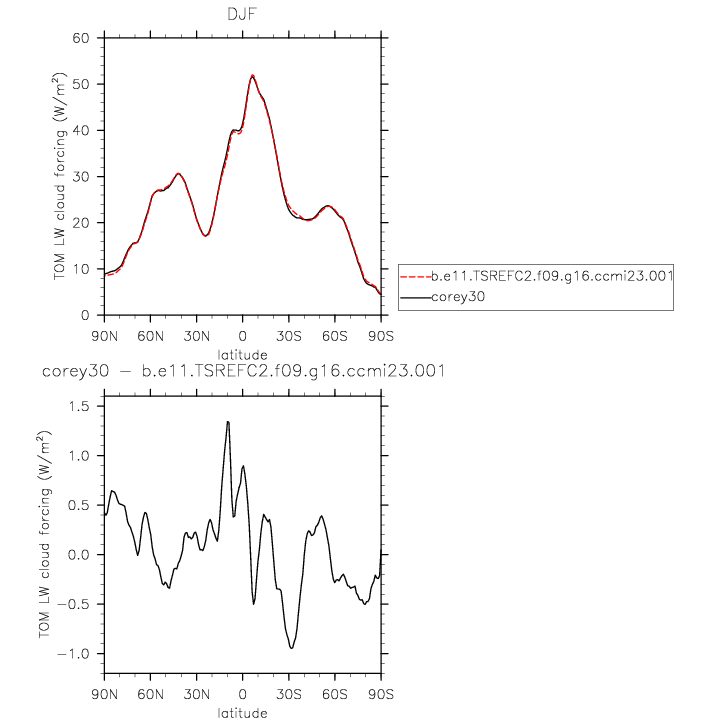 DJF
60
50
40
30
20
10
0
TOM LW cloud forcing (W/m²)
90N 60N 30N 0 30S 60S 90S
latitude
b.e11.TSREFC2.f09.g16.ccmi23.001
corey30
corey30 − b.e11.TSREFC2.f09.g16.ccmi23.001
1.5
1.0
0.5
0.0
−0.5
−1.0
TOM LW cloud forcing (W/m²)
90N 60N 30N 0 30S 60S 90S
latitude